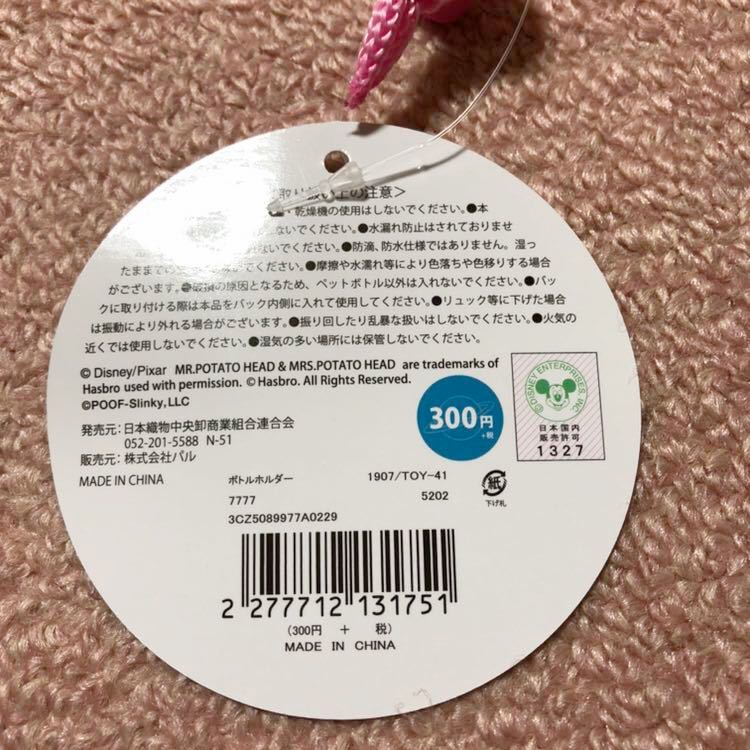 取り扱い上の注意＞
・乾燥機の使用はしないでください。●本
しないでください。●水漏れ防止はされておりませ
ないでください。●防滴、防水仕様ではありません。湿っ
たままでの ください。●摩擦や水濡れ等により色落ちや色移りする場合
がございます。●破損の原因となるため、ペットボトル以外は入れないでください。●バッ
クに取り付ける際は本品をバック内側に入れて使用してください。●リュック等に下げた場合
は振動により外れる場合がございます。●振り回したり乱暴な扱いはしないでください。●火気の
近くでは使用しないでください。●湿気の多い場所には保管しないでください。
© Disney/Pixar MR.POTATO HEAD & MRS.POTATO HEAD are trademarks of
Hasbro used with permission. © Hasbro. All Rights Reserved.
©POOF-Slinky,LLC
発売元：日本織物中央卸商業組合連合会
052-201-5588 N-51
販売元：株式会社パル
MADE IN CHINA
300円
+税
© DISNEY ENTERPRISES, INC.
日本国内
販売許可
1327
ボトルホルダー 1907/TOY-41
7777 5202
3CZ5089977A0229
紙
下げ札
2 277712 131751
(300円 + 税)
MADE IN CHINA